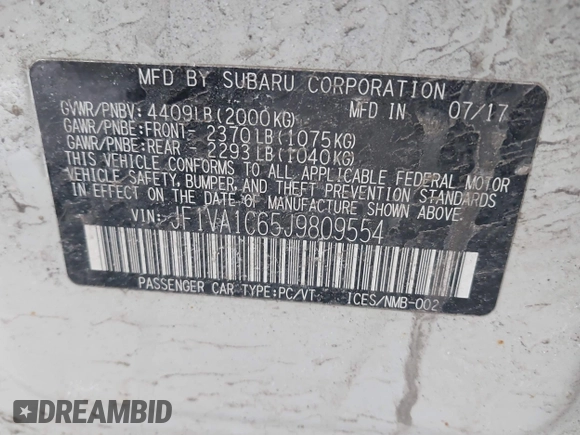 MFD BY SUBARU CORPORATION
GVWR/PNBV: 4409LB(2000KG) MFD IN 07/17
GAWR/PNBE:FRONT- 2370LB(1075KG)
GAWR/PNBE:REAR - 2293LB(1040KG)
THIS VEHICLE CONFORMS TO ALL APPLICABLE FEDERAL MOTOR
VEHICLE SAFETY, BUMPER, AND THEFT PREVENTION STANDARDS
IN EFFECT ON THE DATE OF MANUFACTURE SHOWN ABOVE.
VIN: JF1VA1C65J9809554
PASSENGER CAR TYPE:PC/VT ICES/NMB-002
DREAMBID